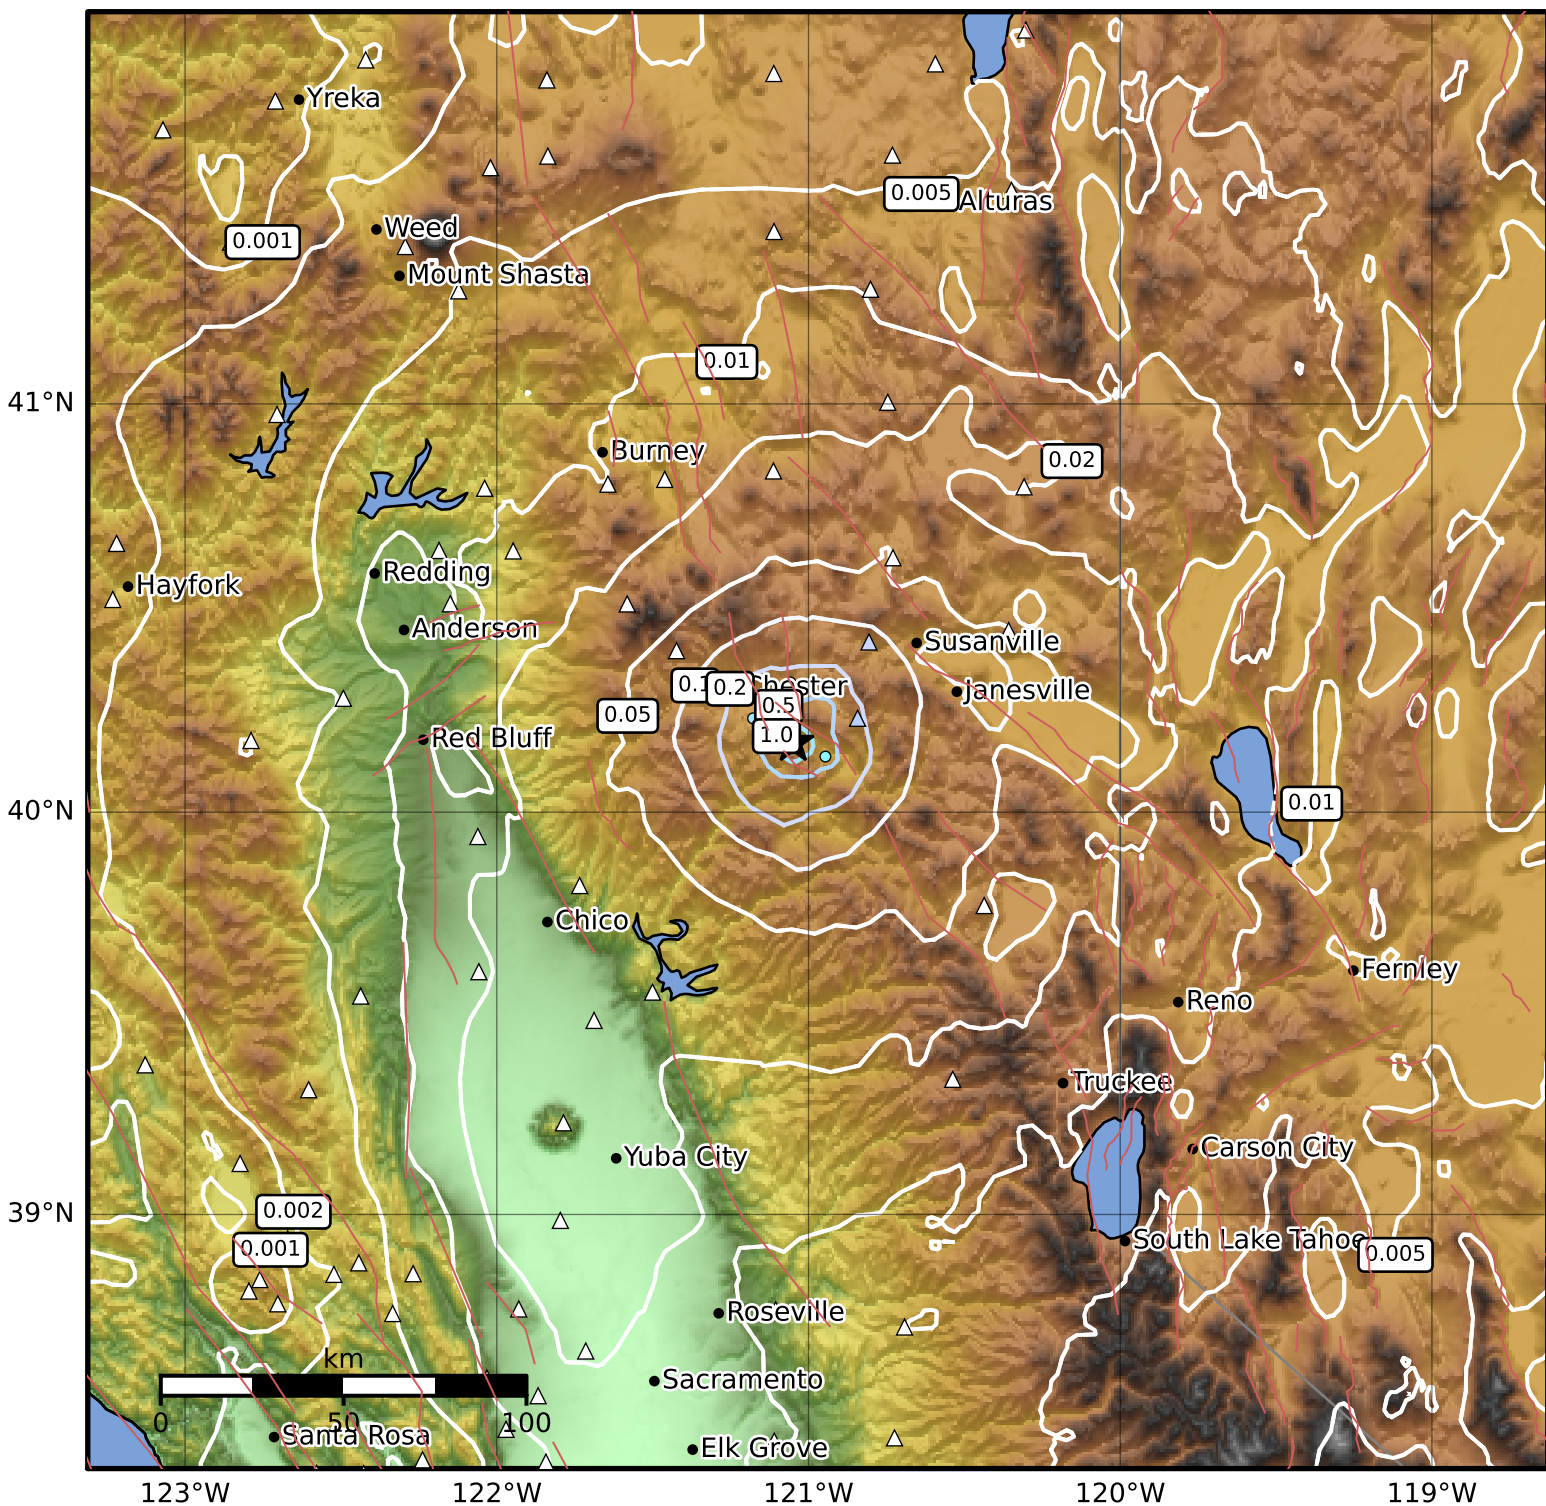 Yreka
0.005
Alturas
Weed
0.001
Mount Shasta
0.01
41°N
Burney
0.02
Redding
Hayfork
Anderson
Susanville
0.2
Janesville
0.5
0.05
1.0
Red Bluff
0.01
40°N
Chico
Fernley
Reno
Truckee
Carson City
Yuba City
0.002
39°N
South Lake Tahoe
0.001
0.005
Roseville
km
Sacramento
0 50 100
Santa Rosa
Elk Grove
123°W 122°W 121°W 120°W 119°W